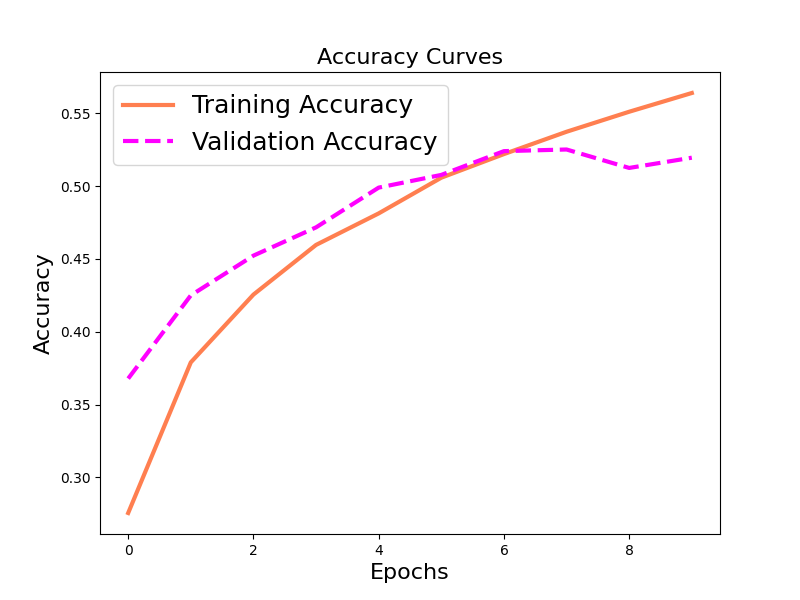 Accuracy Curves
Training Accuracy
Validation Accuracy
Accuracy
0.55
0.50
0.45
0.40
0.35
0.30
0 2 4 6 8
Epochs